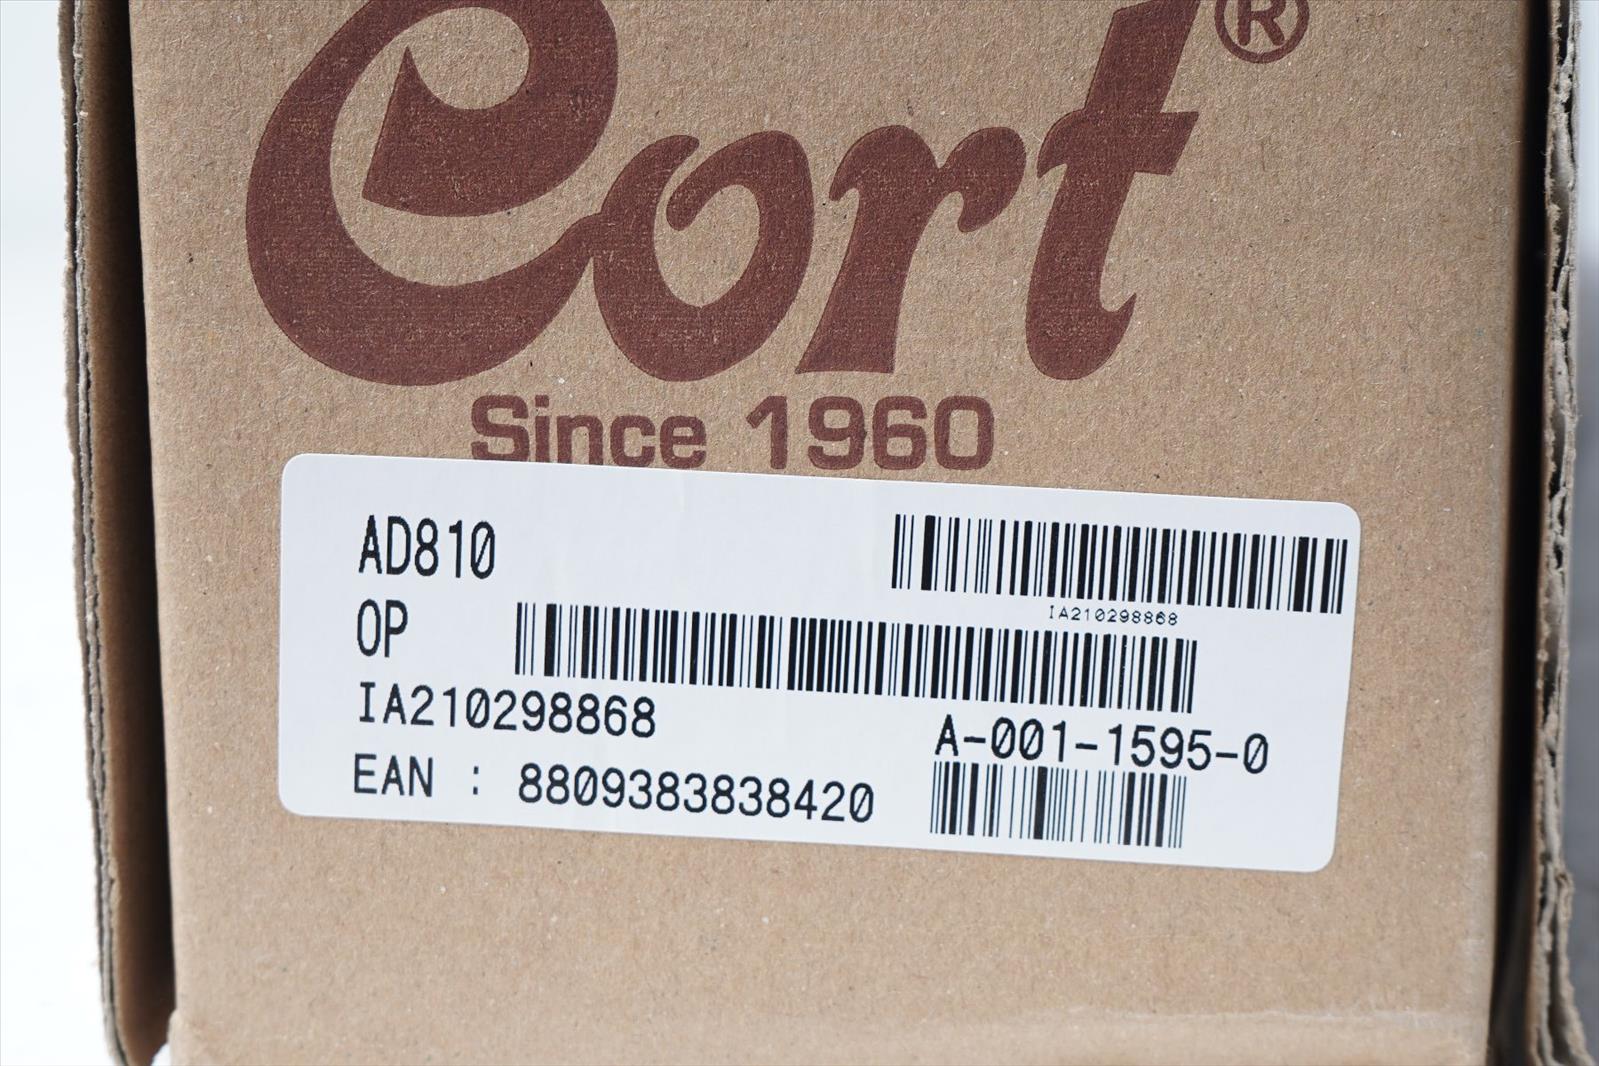 Cort®
Since 1960
AD810
IA210298868
OP
IA210298868
A-001-1595-0
EAN : 8809383838420